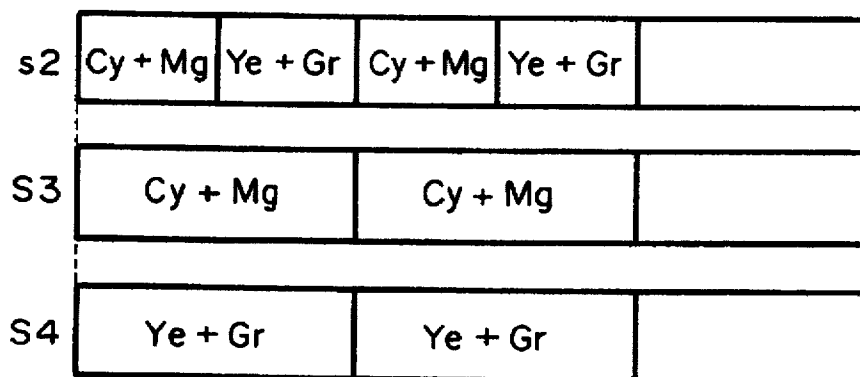 s2 Cy + Mg Ye + Gr Cy + Mg Ye + Gr
S3 Cy + Mg Cy + Mg
S4 Ye + Gr Ye + Gr